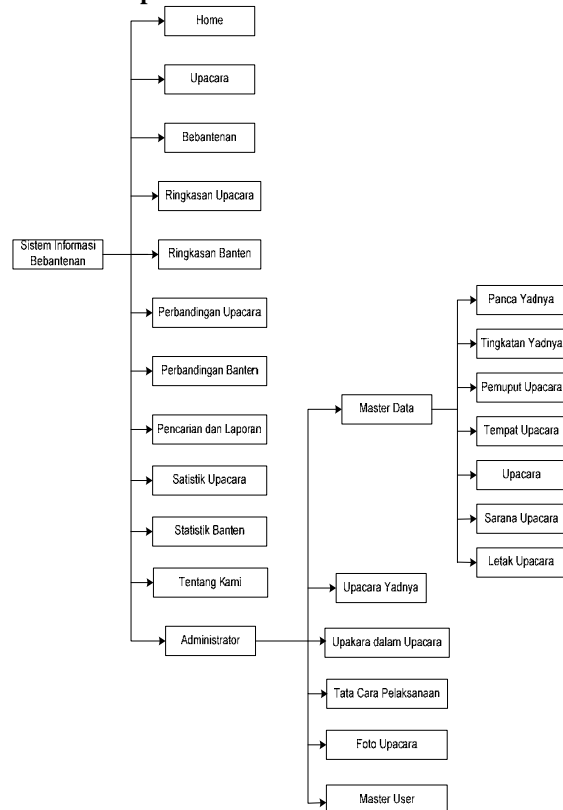 Home
Upacara
Bebantenan
Ringkasan Upacara
Sistem Informasi
Bebantenan
Ringkasan Banten
Perbandingan Upacara
Perbandingan Banten
Pencarian dan Laporan
Satistik Upacara
Statistik Banten
Tentang Kami
Administrator
Master Data
Panca Yadnya
Tingkatan Yadnya
Pemuput Upacara
Tempat Upacara
Upacara
Sarana Upacara
Letak Upacara
Upacara Yadnya
Upakara dalam Upacara
Tata Cara Pelaksanaan
Foto Upacara
Master User